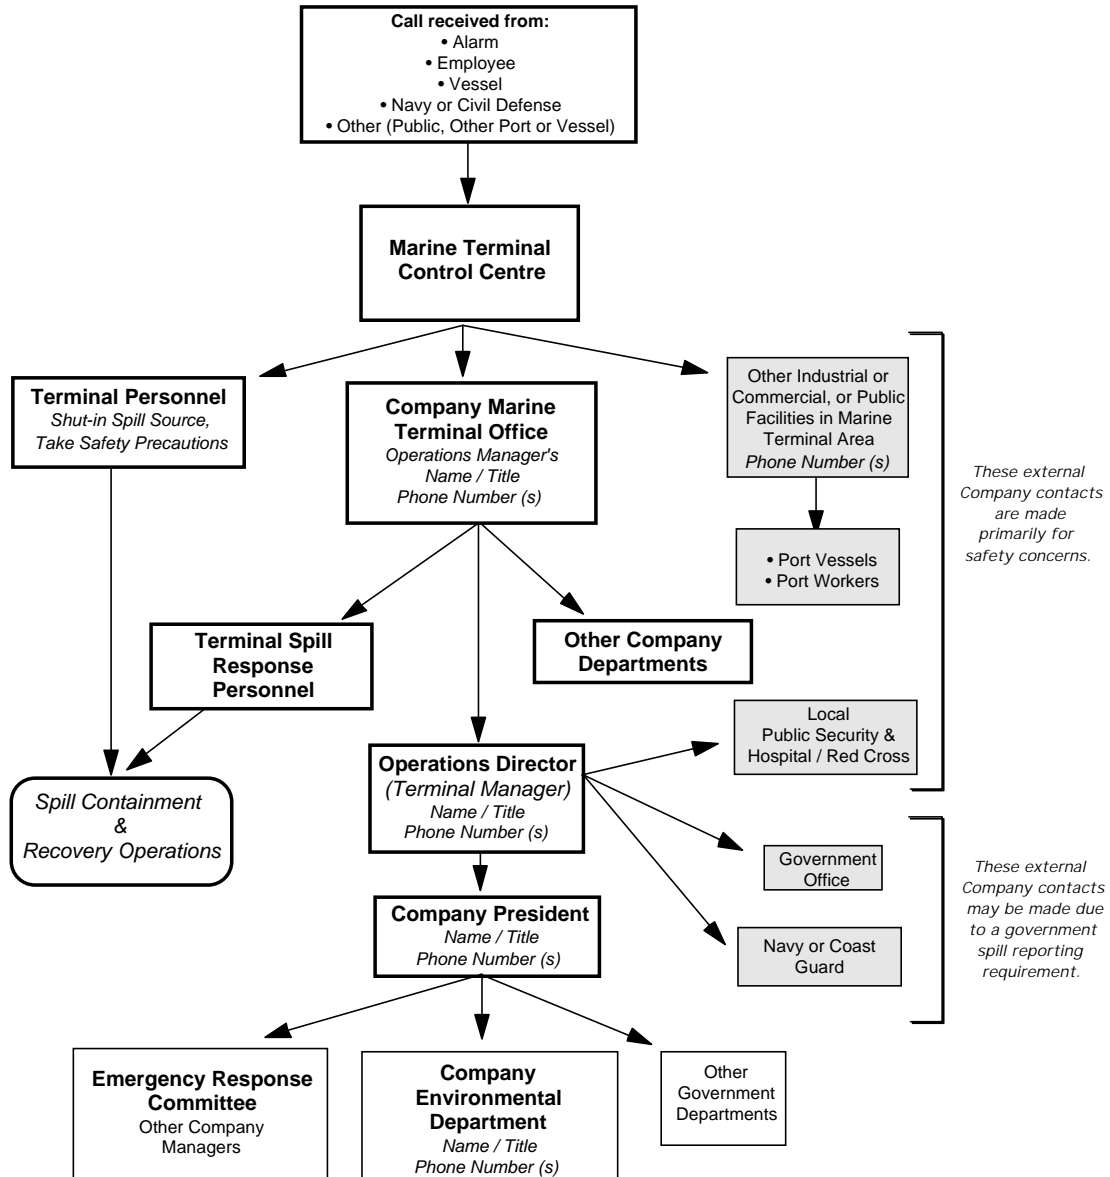 Call received from:
• Alarm
• Employee
• Vessel
• Navy or Civil Defense
• Other (Public, Other Port or Vessel)
Marine Terminal
Control Centre
Terminal Personnel
Shut-in Spill Source,
Take Safety Precautions
Company Marine
Terminal Office
Operations Manager's
Name / Title
Phone Number (s)
Other Industrial or
Commercial, or Public
Facilities in Marine
Terminal Area
Phone Number (s)
These external
Company contacts
are made
primarily for
safety concerns.
• Port Vessels
• Port Workers
Terminal Spill
Response
Personnel
Other Company
Departments
Local
Public Security &
Hospital / Red Cross
Operations Director
(Terminal Manager)
Name / Title
Phone Number (s)
Spill Containment
&
Recovery Operations
Government
Office
These external
Company contacts
may be made due
to a government
spill reporting
requirement.
Company President
Name / Title
Phone Number (s)
Navy or Coast
Guard
Emergency Response
Committee
Other Company
Managers
Company
Environmental
Department
Name / Title
Phone Number (s)
Other
Government
Departments